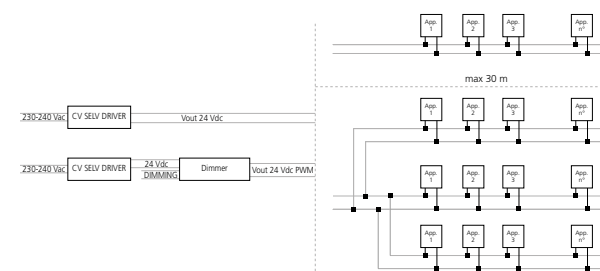 App. 1 App. 2 App. 3 App. n°
max 30 m
App. 1 App. 2 App. 3 App. n°
230-240 Vac CV SELV DRIVER Vout 24 Vdc
230-240 Vac CV SELV DRIVER 24 Vdc DIMMING Dimmer Vout 24 Vdc PWM
App. 1 App. 2 App. 3 App. n°
App. 1 App. 2 App. 3 App. n°